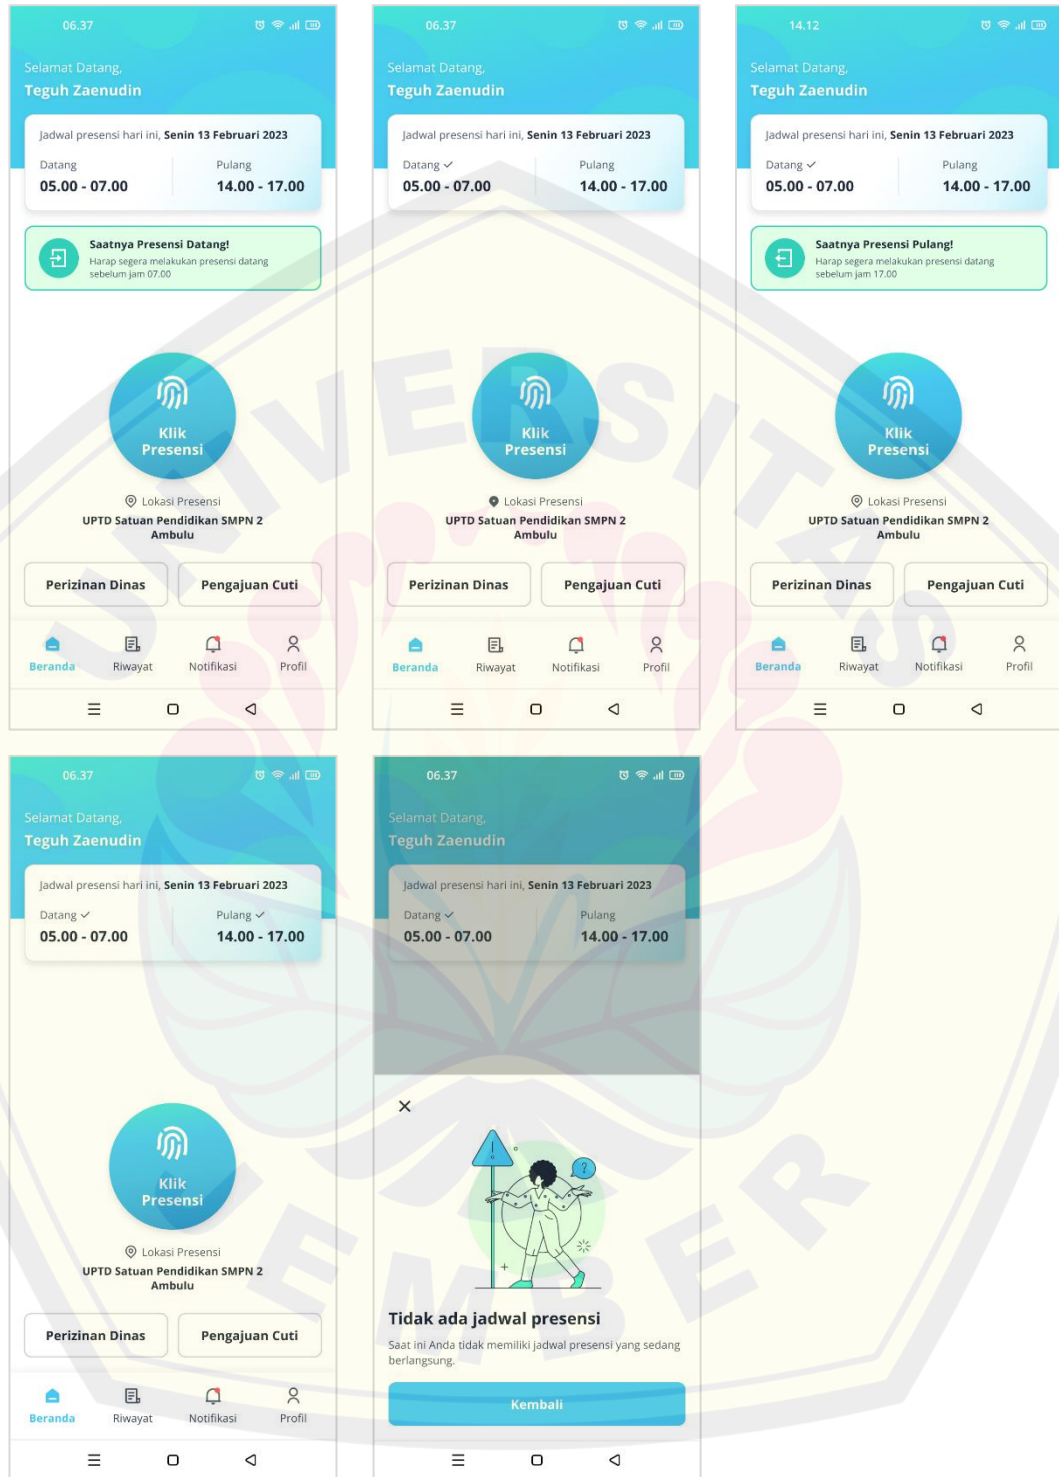 06.37
Selamat Datang,
Teguh Zaenudin
Jadwal presensi hari ini, Senin 13 Februari 2023
Datang Pulang
05.00 - 07.00 14.00 - 17.00
Saatnya Presensi Datang!
Harap segera melakukan presensi datang
sebelum jam 07.00
Klik
Presensi
Lokasi Presensi
UPTD Satuan Pendidikan SMPN 2
Ambulu
Perizinan Dinas Pengajuan Cuti
Beranda Riwayat Notifikasi Profil
06.37
Selamat Datang,
Teguh Zaenudin
Jadwal presensi hari ini, Senin 13 Februari 2023
Datang ✓ Pulang
05.00 - 07.00 14.00 - 17.00
Klik
Presensi
Lokasi Presensi
UPTD Satuan Pendidikan SMPN 2
Ambulu
Perizinan Dinas Pengajuan Cuti
Beranda Riwayat Notifikasi Profil
14.12
Selamat Datang,
Teguh Zaenudin
Jadwal presensi hari ini, Senin 13 Februari 2023
Datang ✓ Pulang
05.00 - 07.00 14.00 - 17.00
Saatnya Presensi Pulang!
Harap segera melakukan presensi datang
sebelum jam 17.00
Klik
Presensi
Lokasi Presensi
UPTD Satuan Pendidikan SMPN 2
Ambulu
Perizinan Dinas Pengajuan Cuti
Beranda Riwayat Notifikasi Profil
06.37
Selamat Datang,
Teguh Zaenudin
Jadwal presensi hari ini, Senin 13 Februari 2023
Datang ✓ Pulang ✓
05.00 - 07.00 14.00 - 17.00
Klik
Presensi
Lokasi Presensi
UPTD Satuan Pendidikan SMPN 2
Ambulu
Perizinan Dinas Pengajuan Cuti
Beranda Riwayat Notifikasi Profil
06.37
Selamat Datang,
Teguh Zaenudin
Jadwal presensi hari ini, Senin 13 Februari 2023
Datang ✓ Pulang
05.00 - 07.00 14.00 - 17.00
Tidak ada jadwal presensi
Saat ini Anda tidak memiliki jadwal presensi yang sedang
berlangsung.
Kembali
UNIVERSITAS
JEMBER